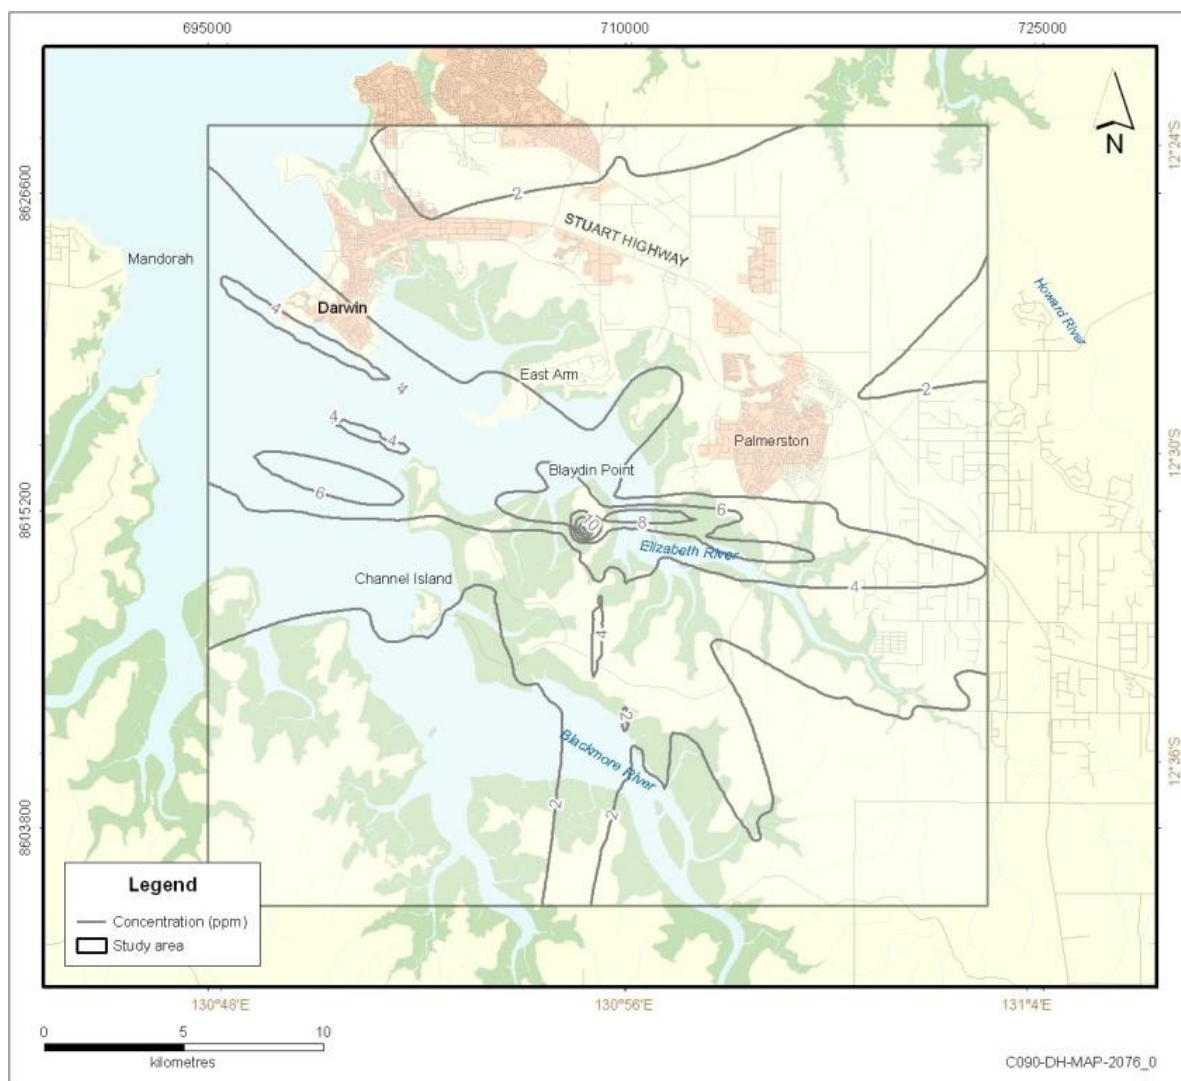 695000
710000
725000
12°24'S
N
8626600
2
STUART HIGHWAY
Mandorah
Howard River
4
Darwin
East Arm
4
2
4
4
Palmerston
12°30'S
Blaydin Point
6
8615200
6
10
8
Elizabeth River
Channel Island
4
4
2
Blackmore River
12°36'S
2
2
8603800
Legend
Concentration (ppm)
Study area
130°48'E
130°56'E
131°4'E
0
5
10
kilometres
C090-DH-MAP-2076_0